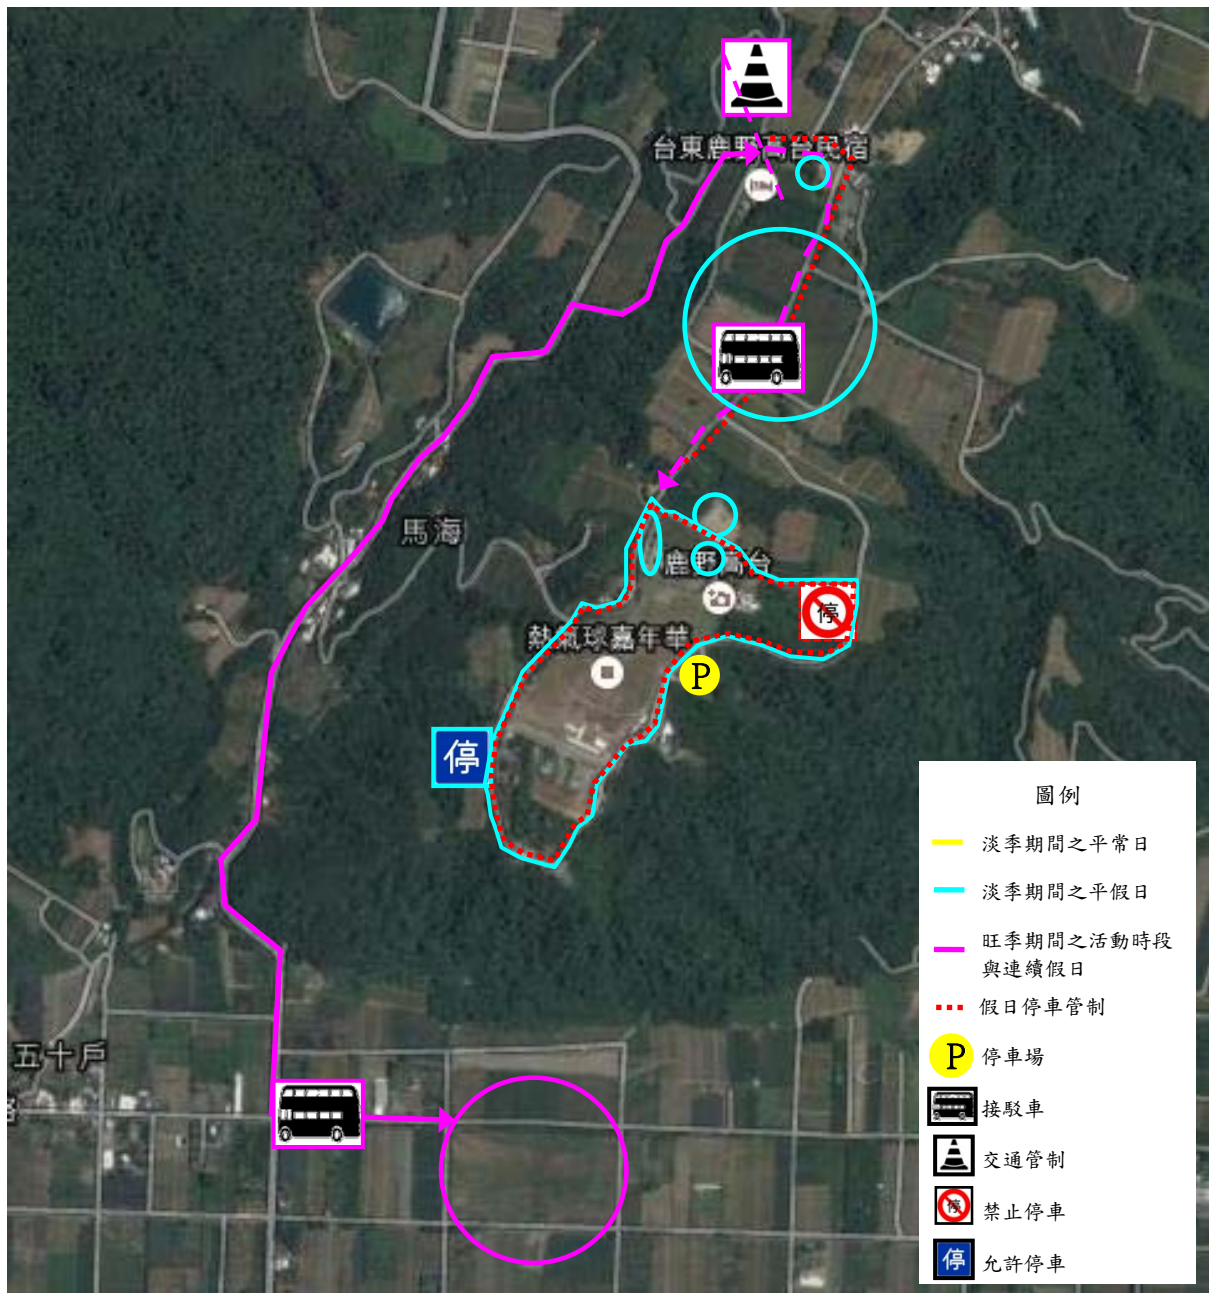 台東鹿野高台民宿
馬海
鹿野高台
停
熱氣球嘉年華
P
停
五十戶
圖例
淡季期間之平常日
淡季期間之平假日
旺季期間之活動時段
與連續假日
假日停車管制
P 停車場
接駁車
交通管制
停 禁止停車
停 允許停車